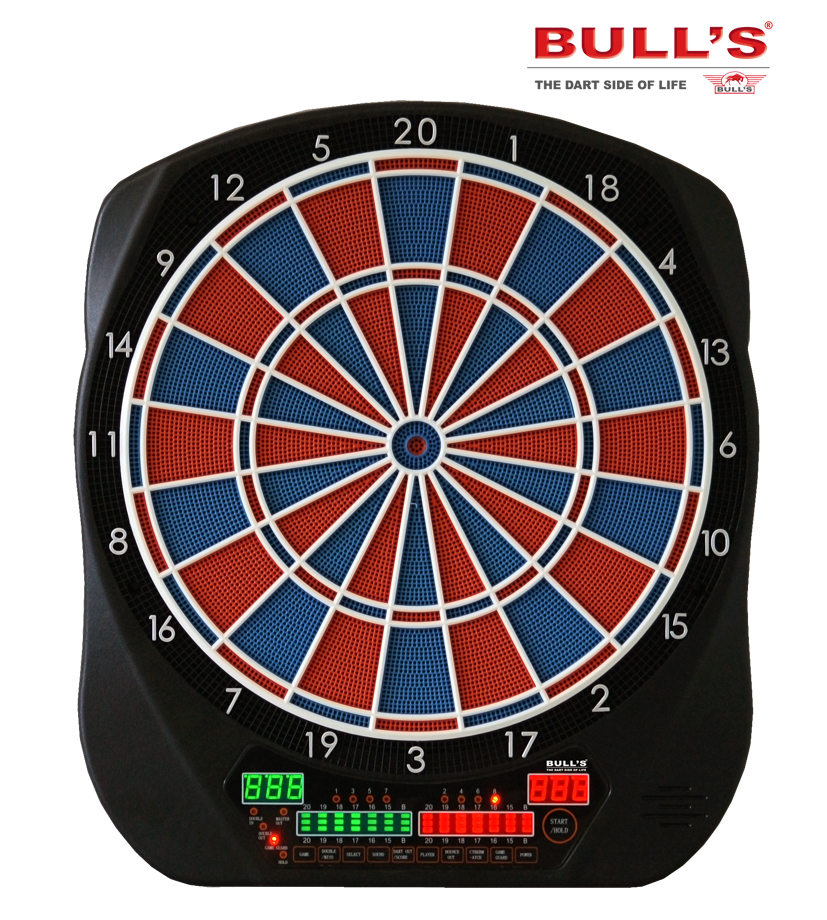 BULL'S®
THE DART SIDE OF LIFE BULL'S
20
5 1
12 18
9 4
14 13
11 6
8 10
16 15
7 2
19 17
3
BULL'S
THE DART SIDE OF LIFE
888 888
1 3 5 7 2 4 6 8
20 19 18 17 16 15 B 20 19 18 17 16 15 B
DOUBLE IN MASTER OUT
DOUBLE OUT
GAME GUARD
HOLD
START
/HOLD
20 19 18 17 16 15 B 20 19 18 17 16 15 B
GAME DOUBLE /MISS SELECT SOUND DART OUT /SCORE PLAYER BOUNCE OUT CYBERM -ATCH GAME GUARD POWER